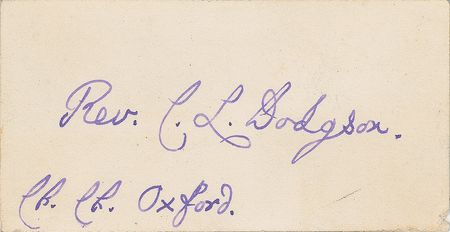 Rev. C. L. Dodgson.
Ch. Ch. Oxford.